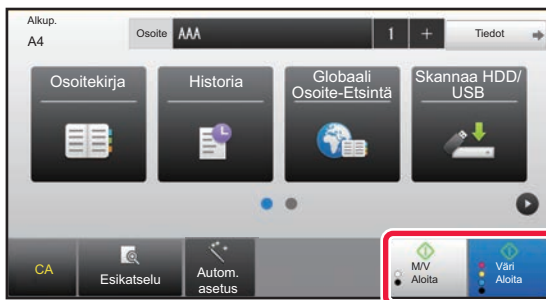 Alkup.
A4
Osoite
AAA
1
+
Tiedot
Osoitekirja
Historia
Globaali
Osoite-Etsintä
Skannaa HDD/
USB
CA
Esikatselu
Autom.
asetus
M/V
Aloita
Väri
Aloita